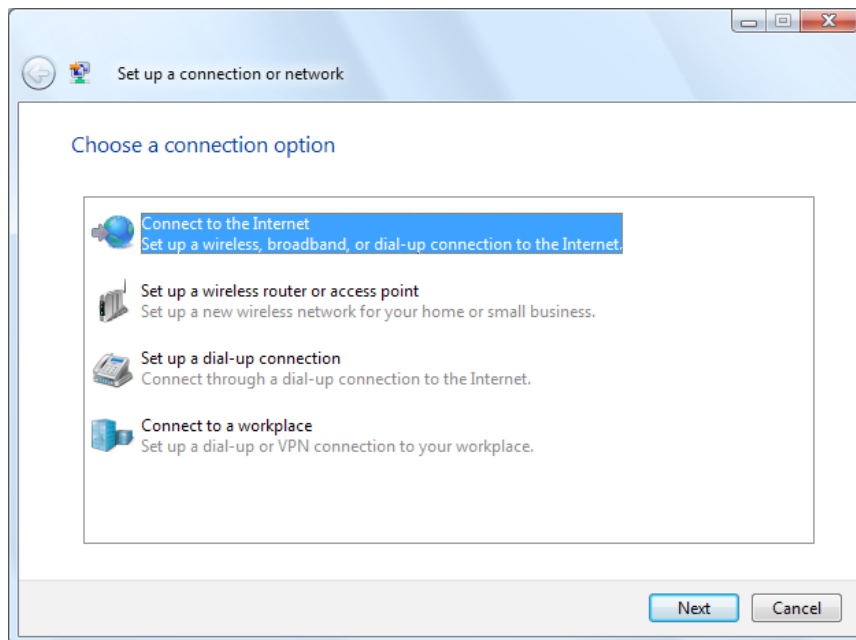 Set up a connection or network
Choose a connection option
Connect to the Internet
Set up a wireless, broadband, or dial-up connection to the Internet.
Set up a wireless router or access point
Set up a new wireless network for your home or small business.
Set up a dial-up connection
Connect through a dial-up connection to the Internet.
Connect to a workplace
Set up a dial-up or VPN connection to your workplace.
Next
Cancel